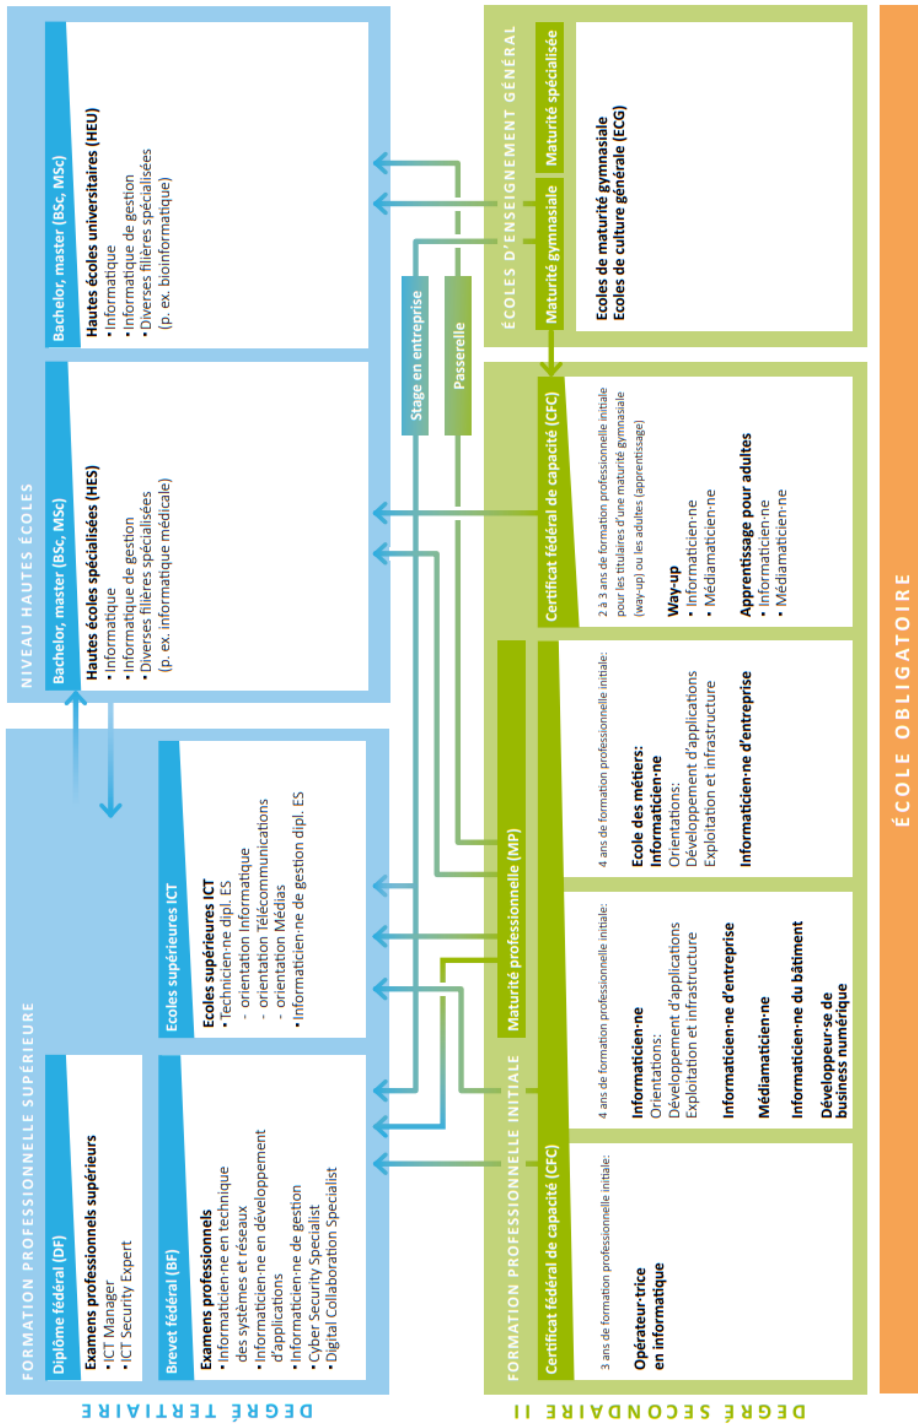 DEGRÉ TERTIAIRE
FORMATION PROFESSIONNELLE SUPÉRIEURE
Diplôme fédéral (DF)
Examens professionnels supérieurs
▪ ICT Manager
▪ ICT Security Expert
Brevet fédéral (BF)
Examens professionnels
▪ Informaticien·ne en technique
des systèmes et réseaux
▪ Informaticien·ne en développement
d'applications
▪ Informaticien·ne de gestion
▪ Cyber Security Specialist
▪ Digital Collaboration Specialist
Ecoles supérieures ICT
Ecoles supérieures ICT
▪ Technicien·ne dipl. ES
- orientation Informatique
- orientation Télécommunications
- orientation Médias
▪ Informaticien·ne de gestion dipl. ES
NIVEAU HAUTES ÉCOLES
Bachelor, master (BSc, MSc)
Hautes écoles spécialisées (HES)
▪ Informatique
▪ Informatique de gestion
▪ Diverses filières spécialisées
(p. ex. informatique médicale)
Bachelor, master (BSc, MSc)
Hautes écoles universitaires (HEU)
▪ Informatique
▪ Informatique de gestion
▪ Diverses filières spécialisées
(p. ex. bioinformatique)
Stage en entreprise
Passerelle
DEGRÉ SECONDAIRE II
FORMATION PROFESSIONNELLE INITIALE
Maturité professionnelle (MP)
Certificat fédéral de capacité (CFC)
3 ans de formation professionnelle initiale:
Opérateur·trice
en informatique
4 ans de formation professionnelle initiale:
Informaticien·ne
Orientations:
Développement d'applications
Exploitation et infrastructure
Informaticien·ne d'entreprise
Médiamaticien·ne
Informaticien·ne du bâtiment
Développeur·se de
business numérique
4 ans de formation professionnelle initiale:
Ecole des métiers:
Informaticien·ne
Orientations:
Développement d'applications
Exploitation et infrastructure
Informaticien·ne d'entreprise
Certificat fédéral de capacité (CFC)
2 à 3 ans de formation professionnelle initiale
pour les titulaires d'une maturité gymnasiale
(way-up) ou les adultes (apprentissage)
Way-up
▪ Informaticien·ne
▪ Médiamaticien·ne
Apprentissage pour adultes
▪ Informaticien·ne
▪ Médiamaticien·ne
ÉCOLES D'ENSEIGNEMENT GÉNÉRAL
Maturité gymnasiale
Maturité spécialisée
Ecoles de maturité gymnasiale
Ecoles de culture générale (ECG)
ÉCOLE OBLIGATOIRE